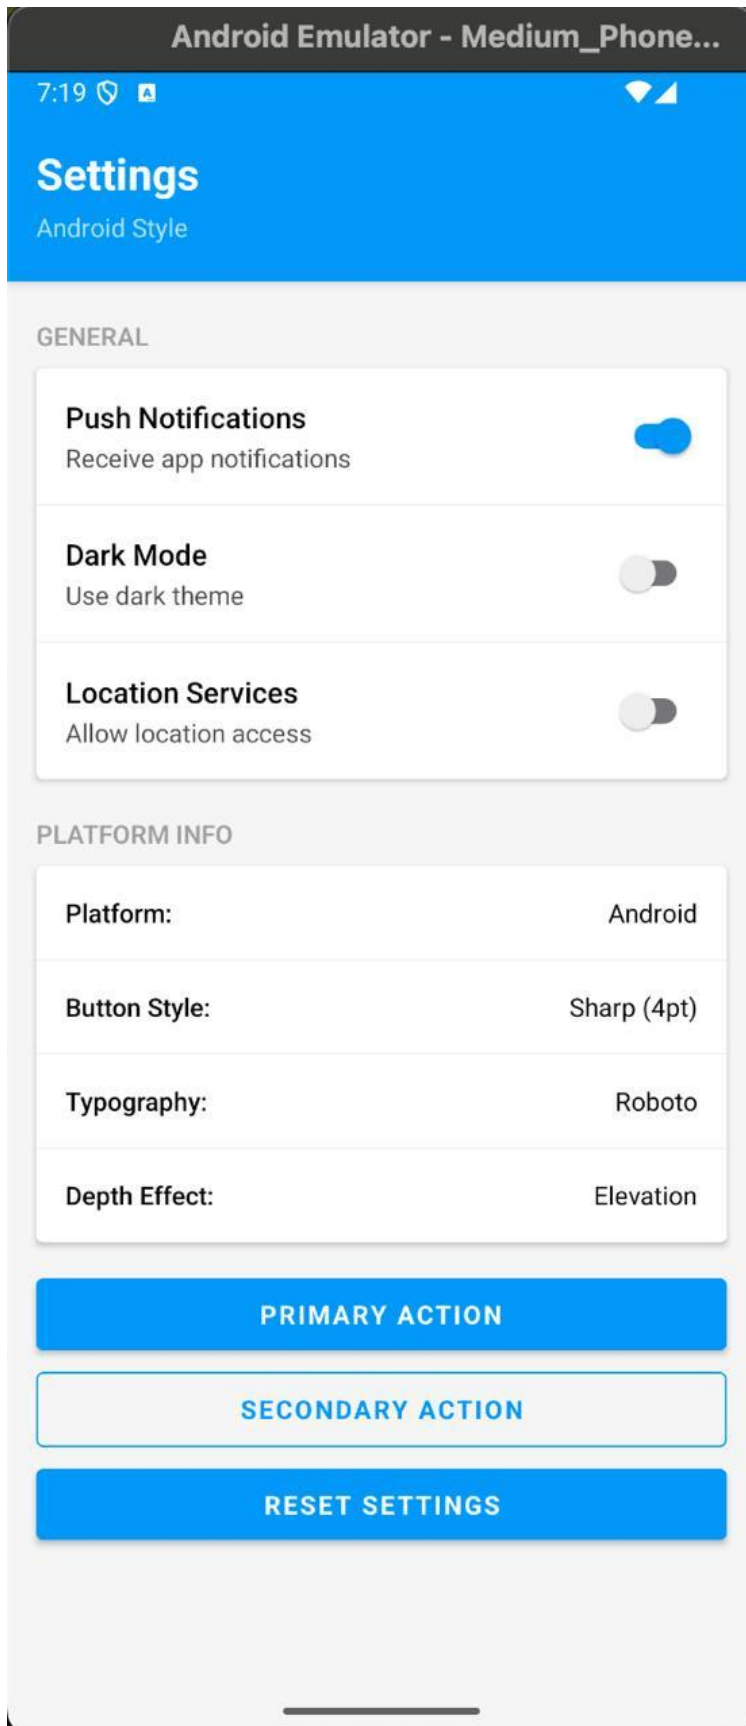 Android Emulator - Medium_Phone...
7:19 A
Settings
Android Style
GENERAL
Push Notifications
Receive app notifications
Dark Mode
Use dark theme
Location Services
Allow location access
PLATFORM INFO
Platform: Android
Button Style: Sharp (4pt)
Typography: Roboto
Depth Effect: Elevation
PRIMARY ACTION
SECONDARY ACTION
RESET SETTINGS